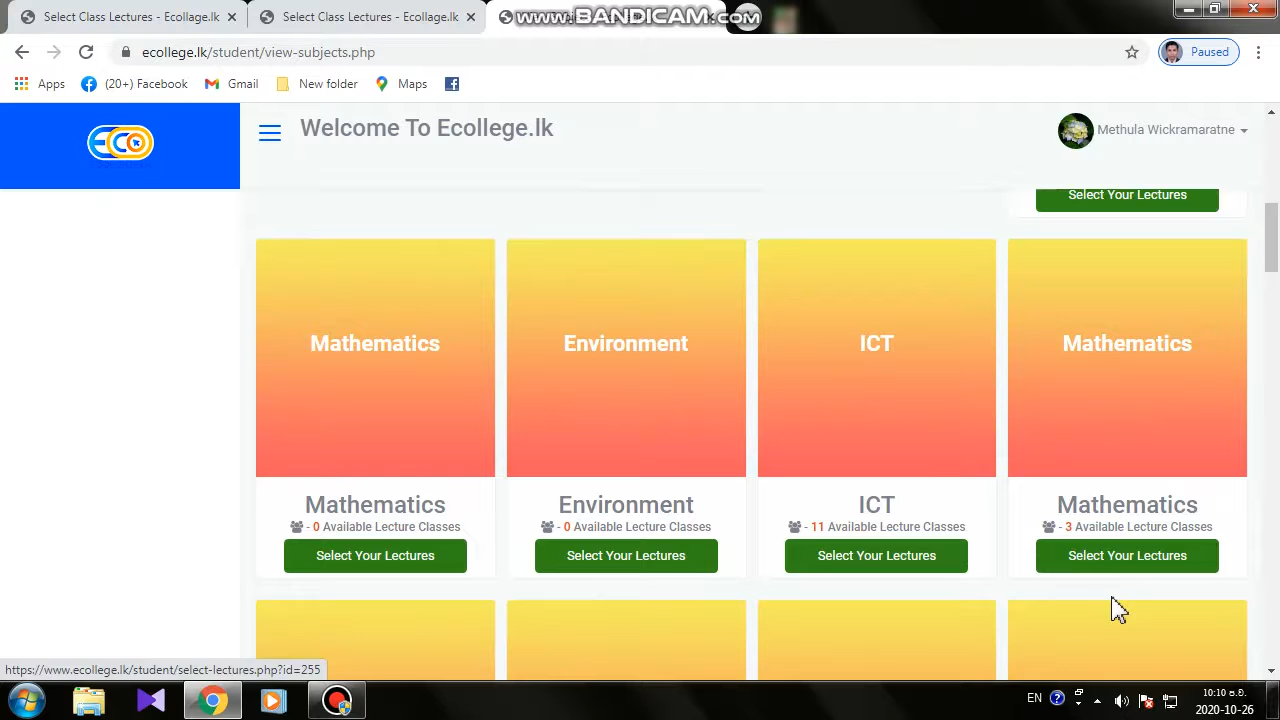 Select Class Lectures - Ecollage.lk
Select Class Lectures - Ecollage.lk
www.BANDICAM.com
ecollege.lk/student/view-subjects.php
Paused
Apps
(20+) Facebook
Gmail
New folder
Maps
ECO
Welcome To Ecollege.lk
Methula Wickramaratne
Select Your Lectures
Mathematics
Environment
ICT
Mathematics
Mathematics
- 0 Available Lecture Classes
Select Your Lectures
Environment
- 0 Available Lecture Classes
Select Your Lectures
ICT
- 11 Available Lecture Classes
Select Your Lectures
Mathematics
- 3 Available Lecture Classes
Select Your Lectures
https://www.ecollege.lk/student/select-lectures.php?id=255
EN
10:10 ප.ව.
2020-10-26